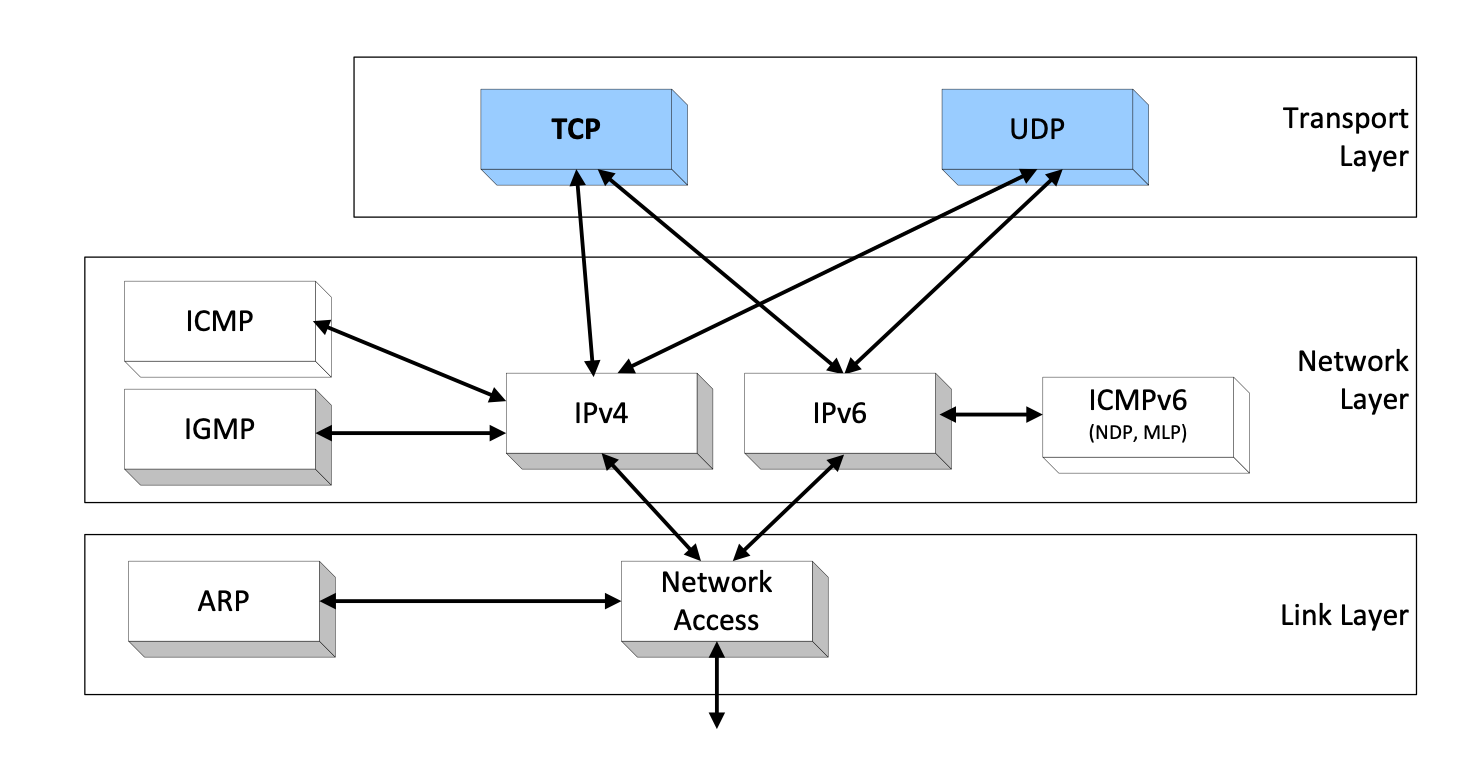 TCP
UDP
Transport
Layer
ICMP
IGMP
IPv4
IPv6
ICMPv6
(NDP, MLP)
Network
Layer
ARP
Network
Access
Link Layer